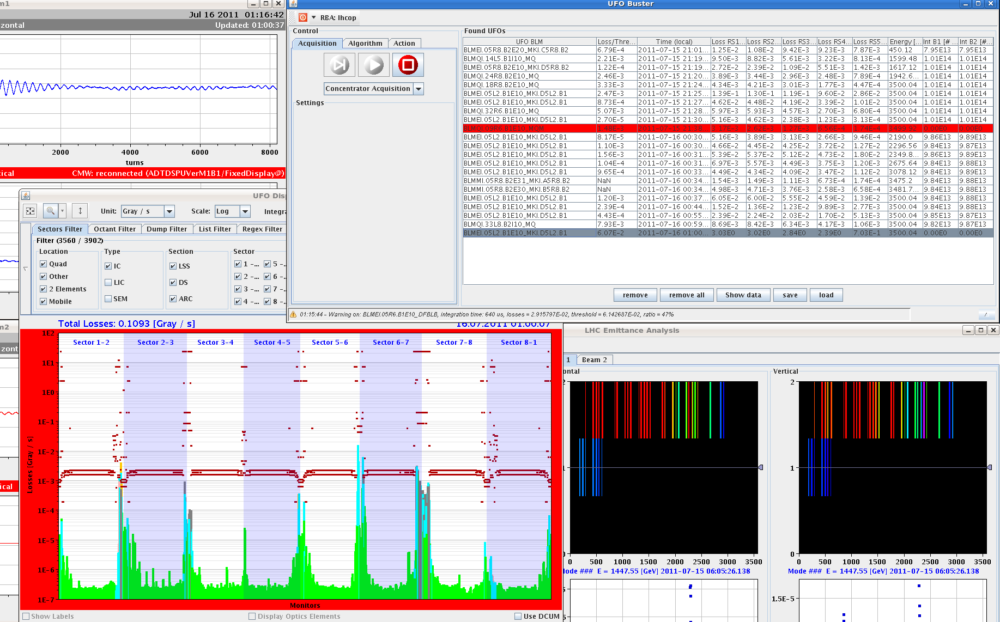 m1
Jul 16 2011 01:16:42
zontal
Updated: 01:00:37
2000 4000 6000 8000
turns
tical CMW: reconnected (ADTDSPUVerM1B1/FixedDisplay@)
UFO Buster
RBA: lhcop
Control
Acquisition Algorithm Action
Concentrator Acquisition
Settings
Found UFOs
UFO BLM Loss/Thre... Time (local) Loss RS1... Loss RS2... Loss RS3... Loss RS4... Loss RS5... Energy [... Int B1 [# ... Int B2 [#...
BLMEI.05R8.B2E20_MKI.C5R8.B2 6.79E-4 2011-07-15 21:01... 1.25E-2 1.08E-2 9.42E-3 9.23E-3 7.87E-3 450.12 7.95E13 7.95E13
BLMQI.14L5.B1I10_MQ 2.21E-3 2011-07-15 21:19... 9.50E-3 8.82E-3 5.61E-3 3.22E-3 8.13E-4 1599.48 1.01E14 1.01E14
BLMEI.05R8.B2E10_MKI.D5R8.B2 1.22E-4 2011-07-15 21:19... 2.72E-2 2.39E-2 1.09E-2 5.51E-3 1.42E-3 1617.12 1.01E14 1.01E14
BLMQI.24R8.B2E10_MQ 2.46E-3 2011-07-15 21:20... 3.89E-3 3.44E-3 2.96E-3 2.48E-3 7.89E-4 1942.6... 1.01E14 1.01E14
BLMQI.18R8.B2E10_MQ 3.33E-3 2011-07-15 21:24... 4.34E-3 4.21E-3 3.01E-3 1.77E-3 4.47E-4 3500.04 1.01E14 1.01E14
BLMEI.05L2.B1E10_MKI.D5L2.B1 2.47E-3 2011-07-15 21:25... 1.39E-1 1.30E-1 1.19E-1 9.60E-2 2.86E-2 3500.04 1.01E14 1.01E14
BLMEI.05L2.B1E10_MKI.D5L2.B1 8.73E-4 2011-07-15 21:27... 4.62E-2 4.48E-2 4.19E-2 3.39E-2 1.01E-2 3500.04 1.01E14 1.01E14
BLMQI.32R6.B1E10_MQ 5.07E-3 2011-07-15 21:28... 5.97E-3 5.93E-3 4.57E-3 2.70E-3 6.80E-4 3500.04 1.01E14 1.01E14
BLMEI.05L2.B1E10_MKI.D5L2.B1 2.70E-5 2011-07-15 21:30... 5.16E-3 4.62E-3 2.38E-3 1.23E-3 3.13E-4 3500.04 1.01E14 1.01E14
1.48E-3 2011-07-15 21:38... 3.17E-3 2.62E-3 1.27E-3 6.56E-4 1.74E-4 3499.92 0.00E0 0.00E0
BLMEI.05L2.B1E10_MKI.D5L2.B1 8.17E-5 2011-07-16 00:30... 5.16E-3 3.89E-3 3.13E-3 2.66E-3 9.46E-4 2190.0 9.86E13 9.89E13
BLMEI.05L2.B1E10_MKI.D5L2.B1 1.10E-3 2011-07-16 00:30... 4.66E-2 4.45E-2 4.25E-2 3.72E-2 1.27E-2 2296.56 9.84E13 9.87E13
BLMEI.05L2.B1E10_MKI.D5L2.B1 1.56E-3 2011-07-16 00:31... 5.39E-2 5.37E-2 5.12E-2 4.73E-2 1.80E-2 2349.8... 9.86E13 9.89E13
BLMEI.05L2.B1E10_MKI.D5L2.B1 1.04E-4 2011-07-16 00:31... 6.97E-3 5.57E-3 4.49E-3 3.75E-3 1.20E-3 2675.64 9.84E13 9.88E13
BLMEI.05L2.B1E10_MKI.D5L2.B1 9.65E-4 2011-07-16 00:33... 4.49E-2 4.34E-2 4.09E-2 3.47E-2 1.12E-2 3078.12 9.84E13 9.89E13
BLMMI.05R8.B2E31_MKI.A5R8.B2 NaN 2011-07-16 00:34... 1.54E-3 1.49E-3 1.11E-3 6.73E-4 1.74E-4 3475.2 9.84E13 9.88E13
BLMMI.05R8.B2E30_MKI.B5R8.B2 NaN 2011-07-16 00:34... 4.98E-3 4.71E-3 3.76E-3 2.58E-3 6.58E-4 3481.7... 9.84E13 9.88E13
BLMEI.05L2.B1E10_MKI.D5L2.B1 1.20E-3 2011-07-16 00:37... 6.05E-2 6.00E-2 5.55E-2 4.59E-2 1.39E-2 3500.04 9.84E13 9.88E13
BLMEI.05L2.B1E10_MKI.D5L2.B1 2.39E-4 2011-07-16 00:44... 1.52E-2 1.36E-2 1.23E-2 9.89E-3 2.77E-3 3500.04 9.84E13 9.88E13
BLMEI.05L2.B1E10_MKI.D5L2.B1 4.43E-4 2011-07-16 00:55... 2.39E-2 2.24E-2 2.03E-2 1.70E-2 5.13E-3 3500.04 9.85E13 9.87E13
BLMQI.33L8.B2I10_MQ 7.93E-3 2011-07-16 00:59... 8.69E-3 8.42E-3 6.34E-3 4.17E-3 1.06E-3 3500.04 9.82E13 9.87E13
BLMEI.05L2.B1E10_MKI.D5L2.B1 6.07E-2 2011-07-16 01:00... 3.03E0 3.02E0 2.84E0 2.39E0 7.03E-1 3500.04 0.00E0 0.00E0
remove remove all Show data save load
01:15:44 - Warning on: BLMEI.05R6.B1E10_DFBLB, integration time: 640 us, losses = 2.915797E-02, threshold = 6.142687E-02, ratio = 47%
UFO Dis
Unit: Gray / s Scale: Log Integra
Sectors Filter Octant Filter Dump Filter List Filter Regex Filter
Filter (3560 / 3902)
Location Type Section Sector
Quad IC LSS 1 -... 5 -..
Other LIC DS 2 -... 6 -..
2 Elements SEM ARC 3 -... 7 -..
Mobile 4 -... 8 -..
m2
zont
ical
Total Losses: 0.1093 [Gray / s] 16.07.2011 01:00:07
Sector 1-2 Sector 2-3 Sector 3-4 Sector 4-5 Sector 5-6 Sector 6-7 Sector 7-8 Sector 8-1
1E2
1E1
1E0
1E-1
1E-2
1E-3
1E-4
1E-5
1E-6
1E-7
Losses [Gray / s]
Monitors
Show Labels Display Optics Elements Use DCUM
LHC Emittance Analysis
1 Beam 2
ontal
2
1
0
0 500 1000 1500 2000 2500 3000 3500
lode ### E = 1447.55 [GeV] 2011-07-15 06:05:26.138
5
5
Vertical
2
1
0
0 500 1000 1500 2000 2500 3000 3500
Mode ### E = 1447.55 [GeV] 2011-07-15 06:05:26.138
1.5E-5